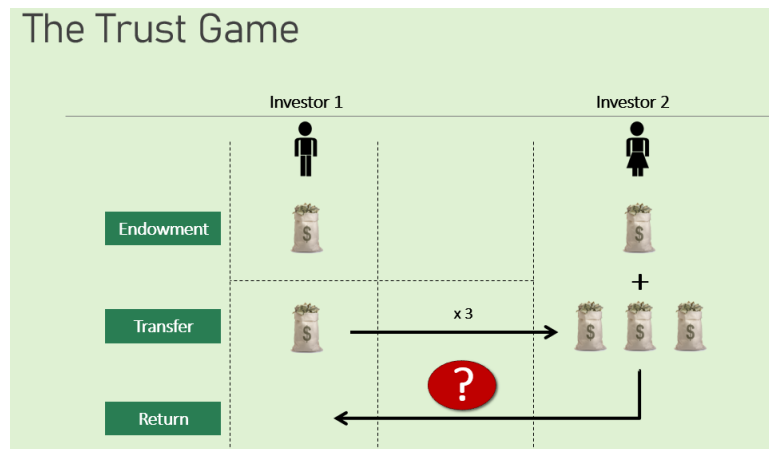 The Trust Game
Investor 1
Investor 2
Endowment
$
$
+
Transfer
$
x 3
$
$
$
?
Return